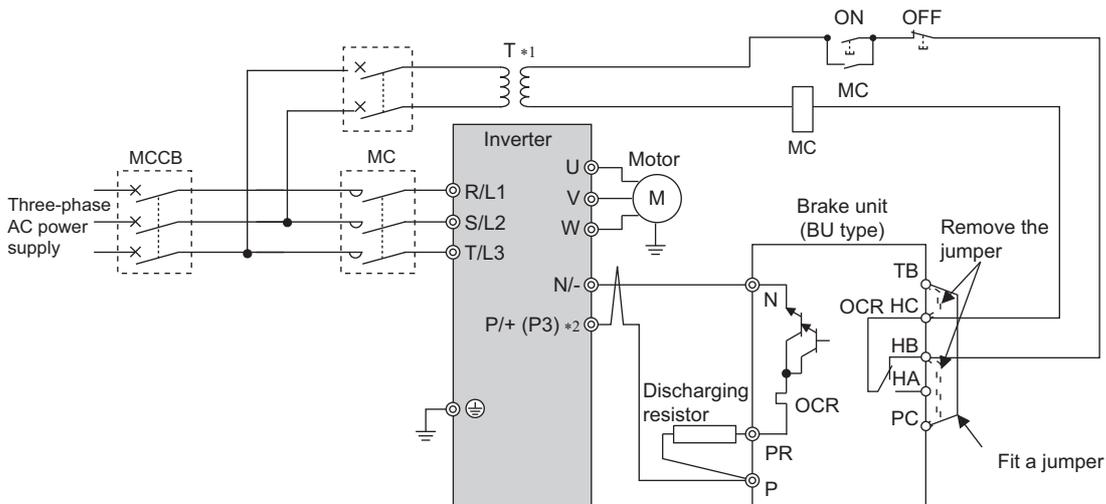 ON
OFF
T *1
MC
MC
Inverter
MCCB
MC
U
Motor
Three-phase
AC power
supply
R/L1
V
M
S/L2
W
T/L3
Brake unit
(BU type)
Remove the
jumper
TB
N/-
N
OCR
HC
P/+ (P3) *2
HB
HA
Discharging
resistor
OCR
PC
PR
Fit a jumper
P